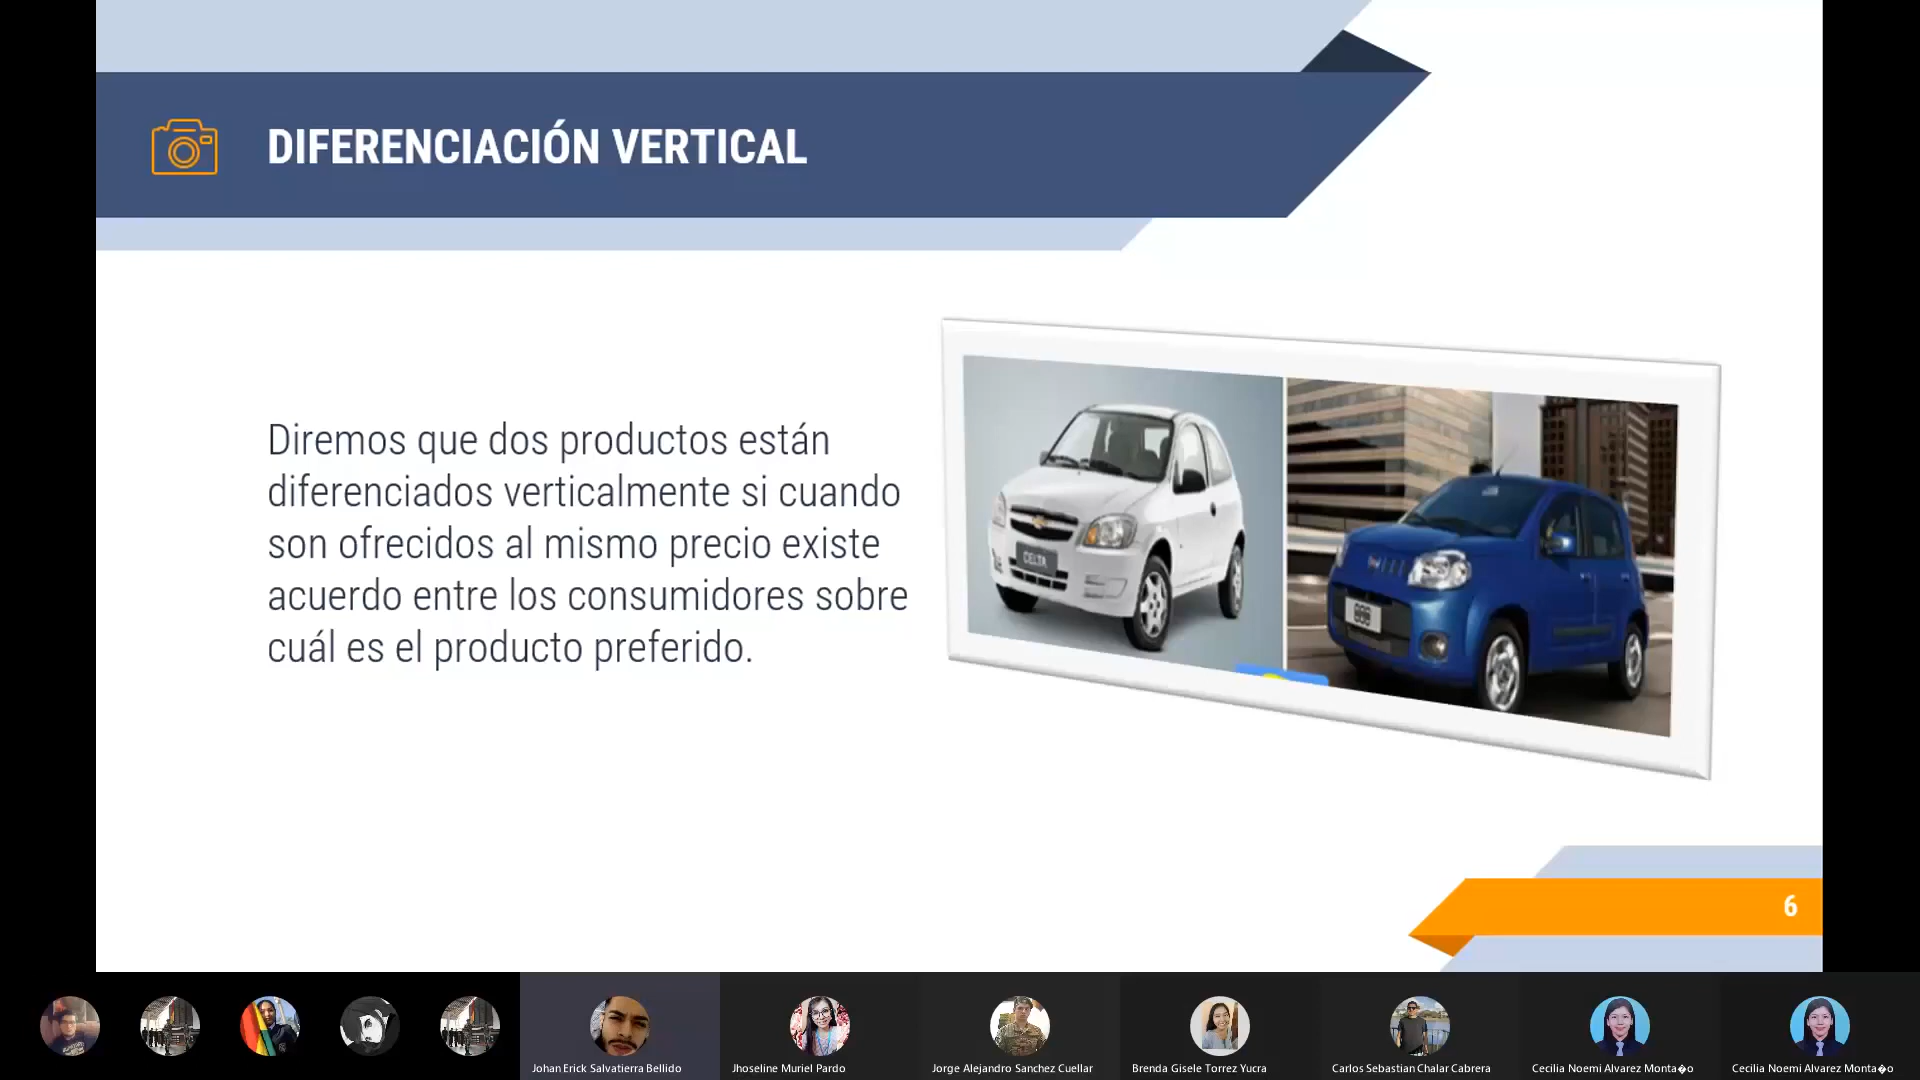 DIFERENCIACIÓN VERTICAL
Diremos que dos productos están
diferenciados verticalmente si cuando
son ofrecidos al mismo precio existe
acuerdo entre los consumidores sobre
cuál es el producto preferido.
CELTA
6
Johan Erick Salvatierra Bellido
Jhoseline Muriel Pardo
Jorge Alejandro Sanchez Cuellar
Brenda Gisele Torrez Yucra
Carlos Sebastian Chalar Cabrera
Cecilia Noemi Alvarez Monta�o
Cecilia Noemi Alvarez Monta�o